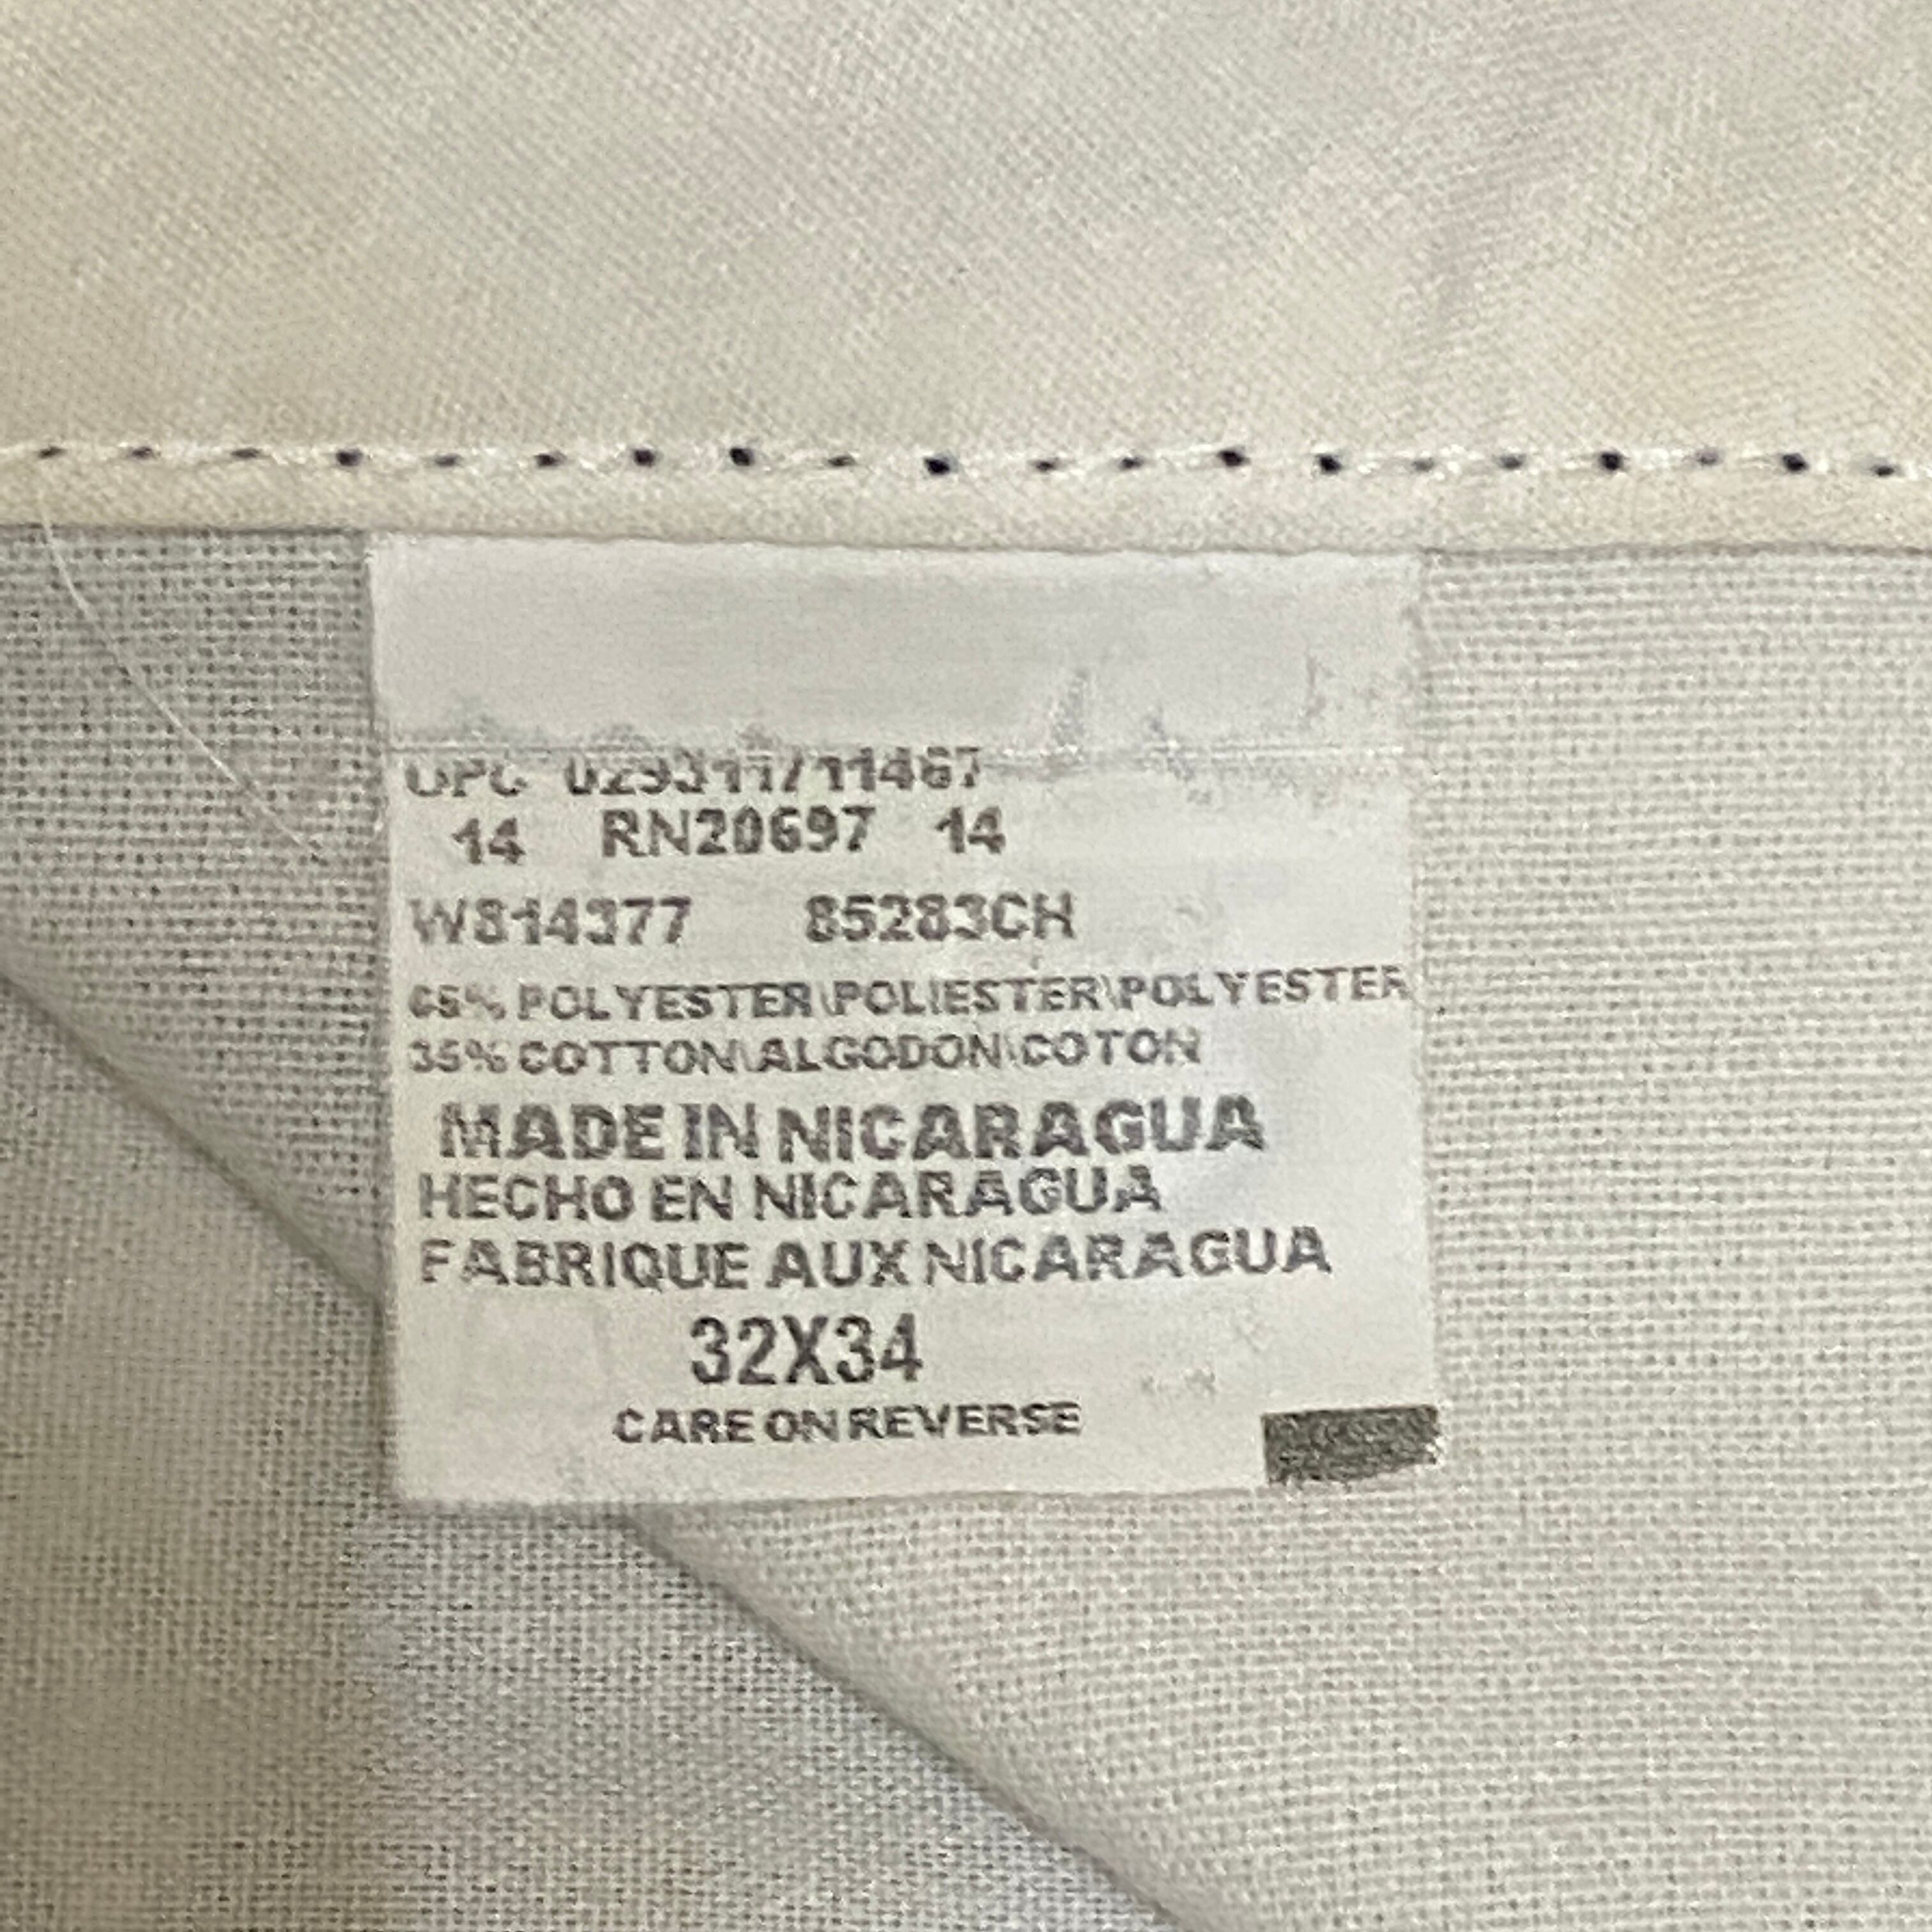 UPC 029311711467
14 RN20697 14
W814377 85283CH
65% POLYESTER\POLIESTER\POLYESTER
35% COTTON\ALGODON\COTON
MADE IN NICARAGUA
HECHO EN NICARAGUA
FABRIQUE AUX NICARAGUA
32X34
CARE ON REVERSE